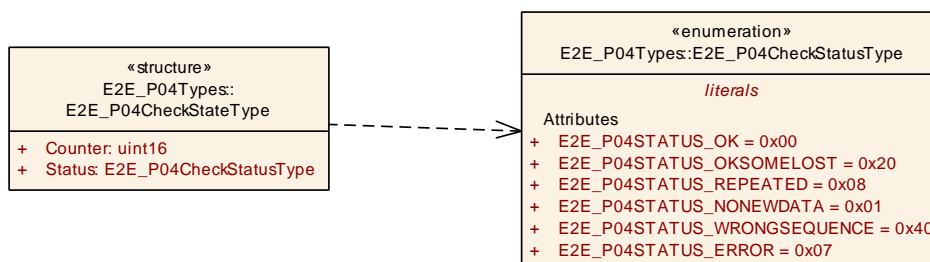 «structure»
E2E_P04Types::
E2E_P04CheckStateType
+ Counter: uint16
+ Status: E2E_P04CheckStatusType
«enumeration»
E2E_P04Types::E2E_P04CheckStatusType
literals
Attributes
+ E2E_P04STATUS_OK = 0x00
+ E2E_P04STATUS_OKSOMELOST = 0x20
+ E2E_P04STATUS_REPEATED = 0x08
+ E2E_P04STATUS_NONEWDATA = 0x01
+ E2E_P04STATUS_WRONGSEQUENCE = 0x40
+ E2E_P04STATUS_ERROR = 0x07